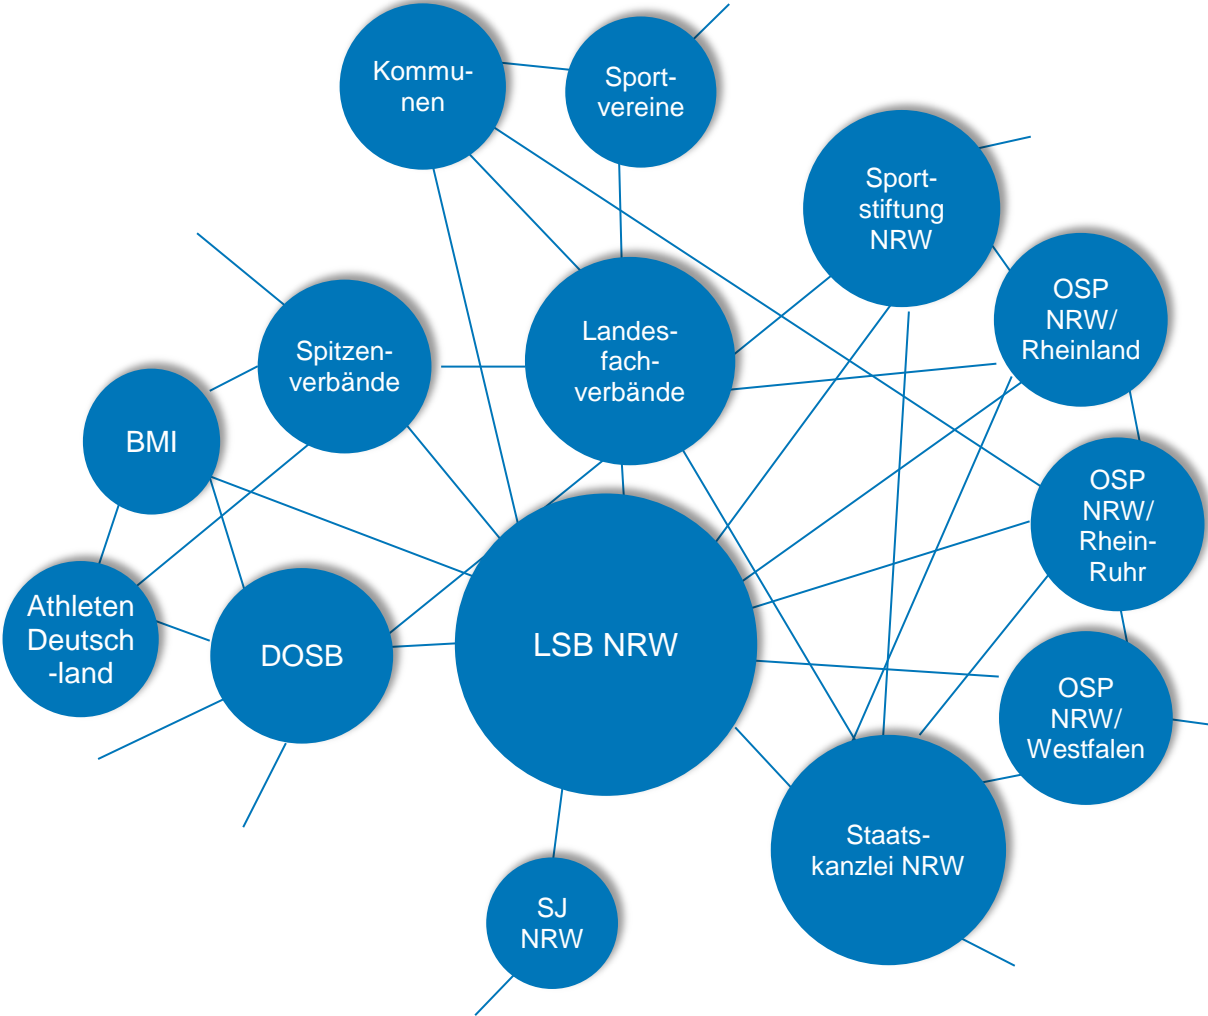 Kommu-
nen
Sport-
vereine
Sport-
stiftung
NRW
OSP
NRW/
Rheinland
Landes-
fach-
verbände
Spitzen-
verbände
BMI
OSP
NRW/
Rhein-
Ruhr
Athleten
Deutsch
-land
DOSB
LSB NRW
OSP
NRW/
Westfalen
Staats-
kanzlei NRW
SJ
NRW